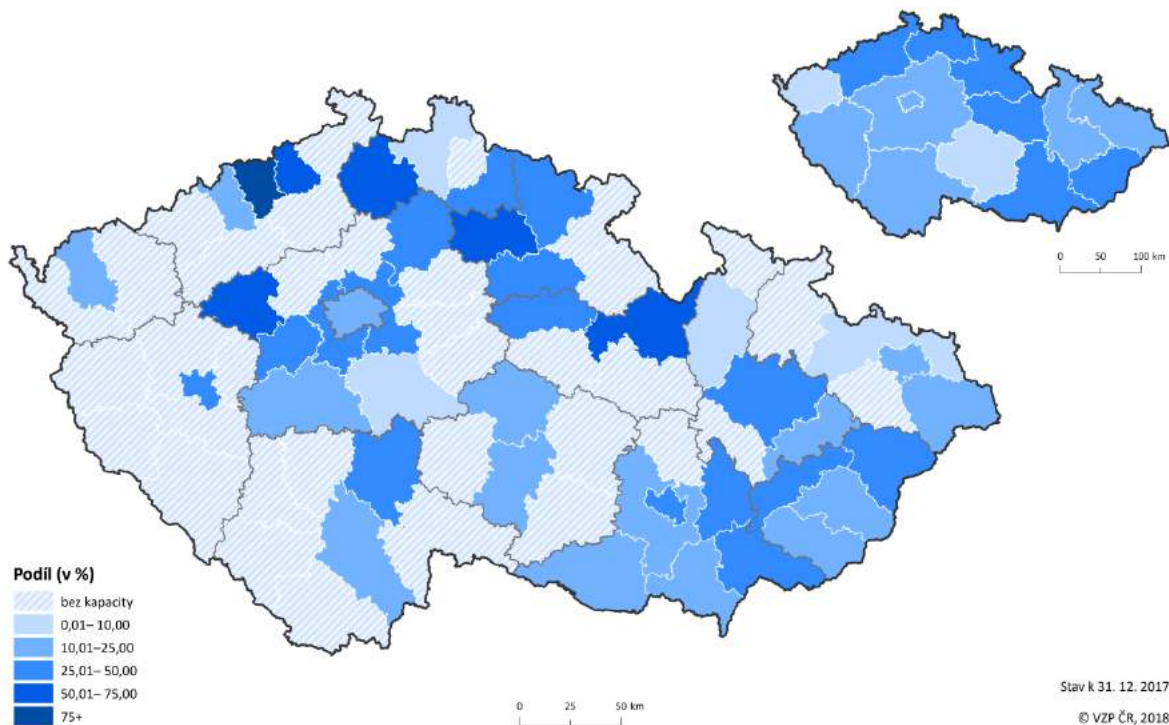 0 50 100 km
Podíl (v %)
bez kapacity
0,01– 10,00
10,01–25,00
25,01– 50,00
50,01– 75,00
75+
0 25 50 km
Stav k 31. 12. 2017
© VZP ČR, 2018